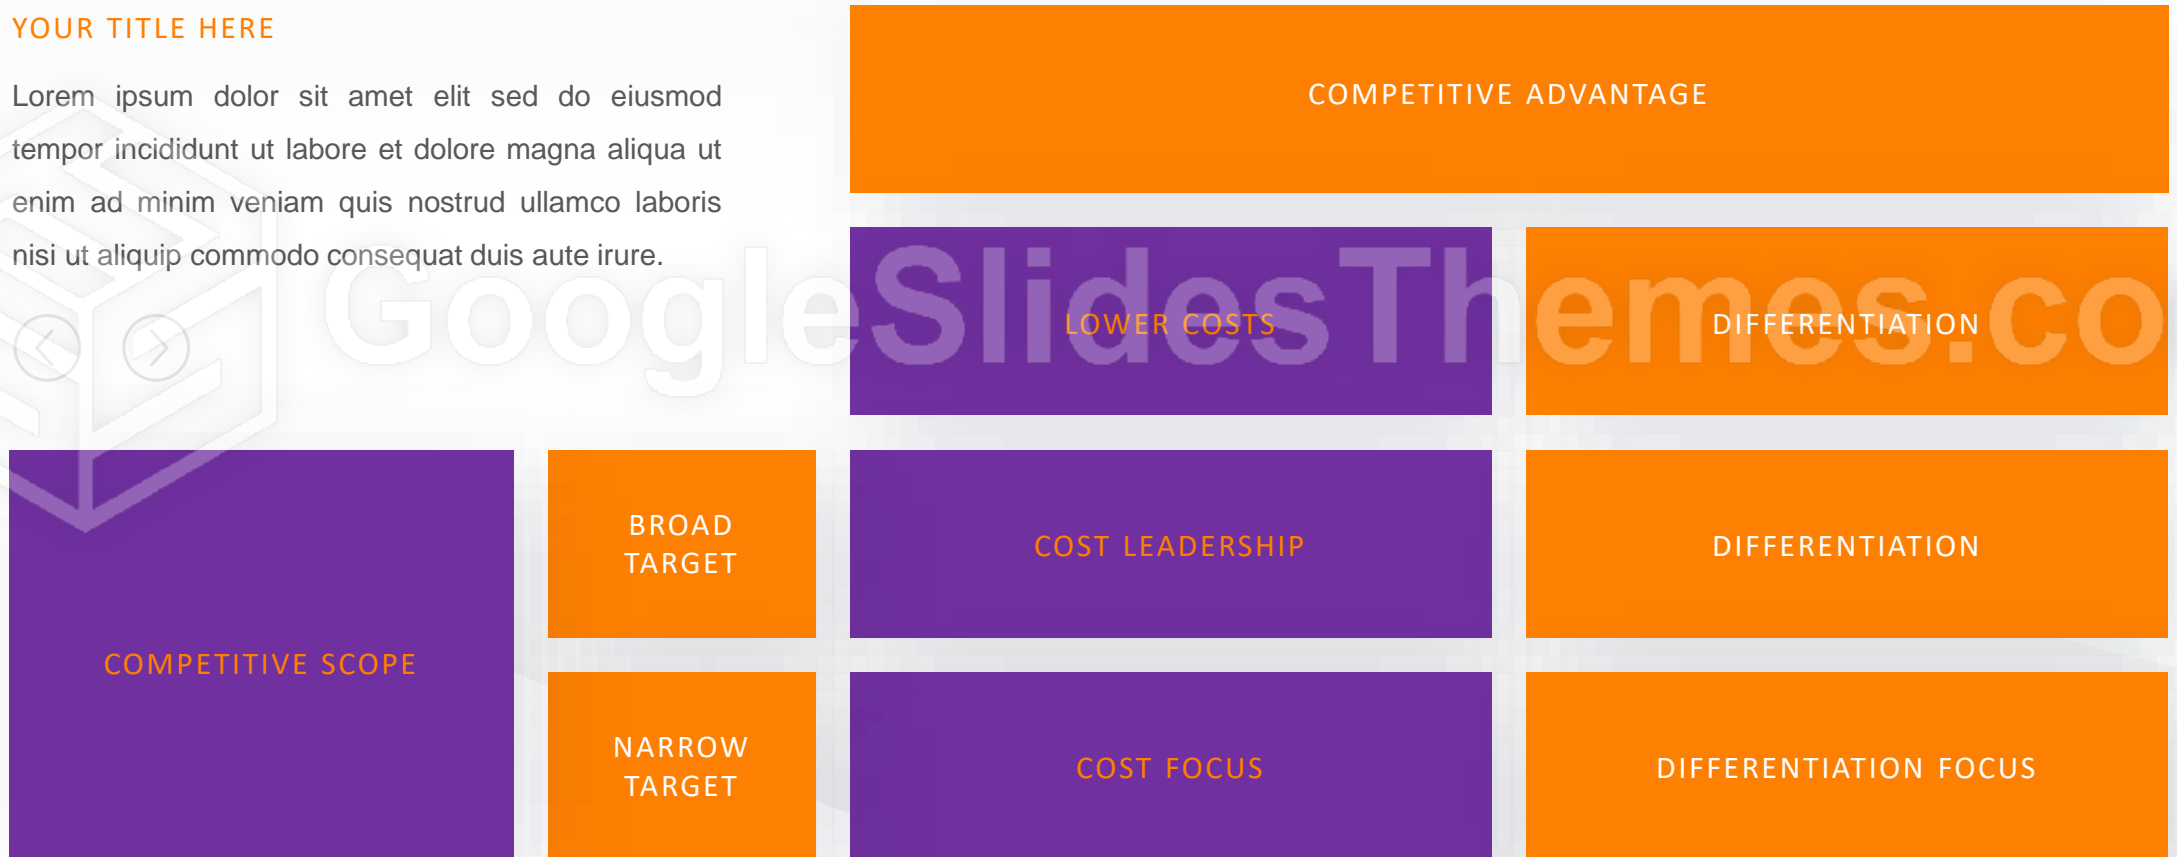 YOUR TITLE HERE
Lorem ipsum dolor sit amet elit sed do eiusmod
tempor incididunt ut labore et dolore magna aliqua ut
enim ad minim veniam quis nostrud ullamco laboris
nisi ut aliquip commodo consequat duis aute irure.
COMPETITIVE ADVANTAGE
GoogleSlidesThemes.co
LOWER COSTS
DIFFERENTIATION
COMPETITIVE SCOPE
BROAD
TARGET
COST LEADERSHIP
DIFFERENTIATION
NARROW
TARGET
COST FOCUS
DIFFERENTIATION FOCUS